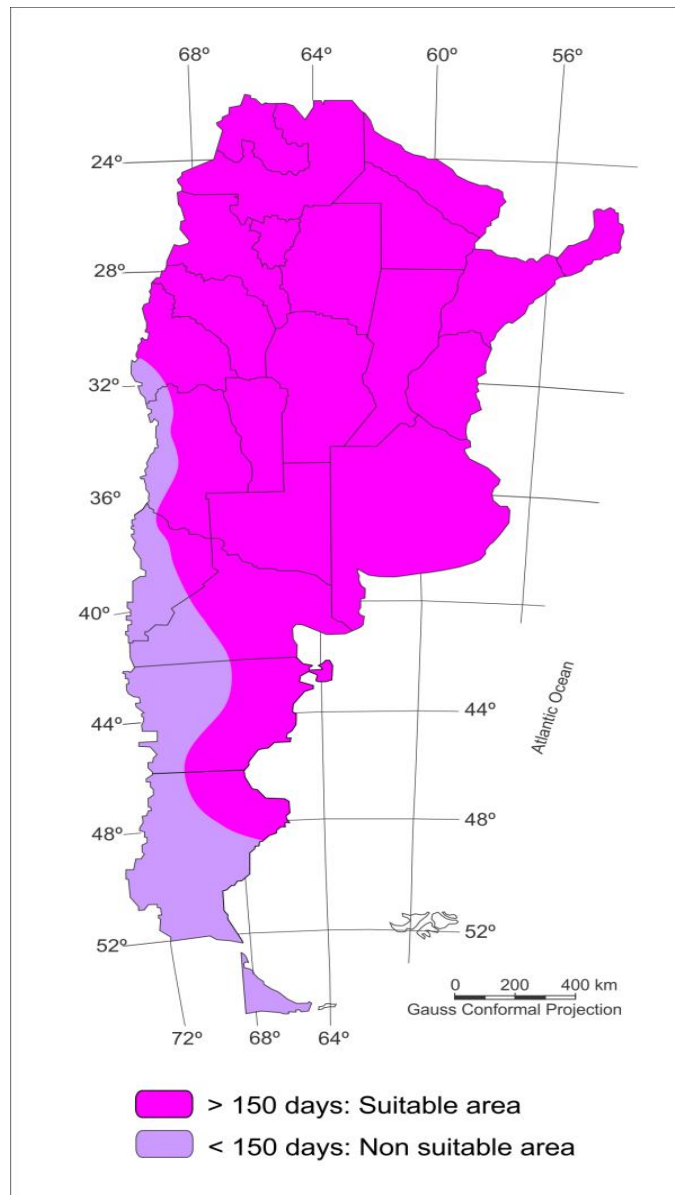 68º 64º 60º 56º
24º
28º
32º
36º
40º
44º
44º
48º
48º
52º
52º
72º 68º 64º
Atlantic Ocean
0 200 400 km
Gauss Conformal Projection
> 150 days: Suitable area
< 150 days: Non suitable area